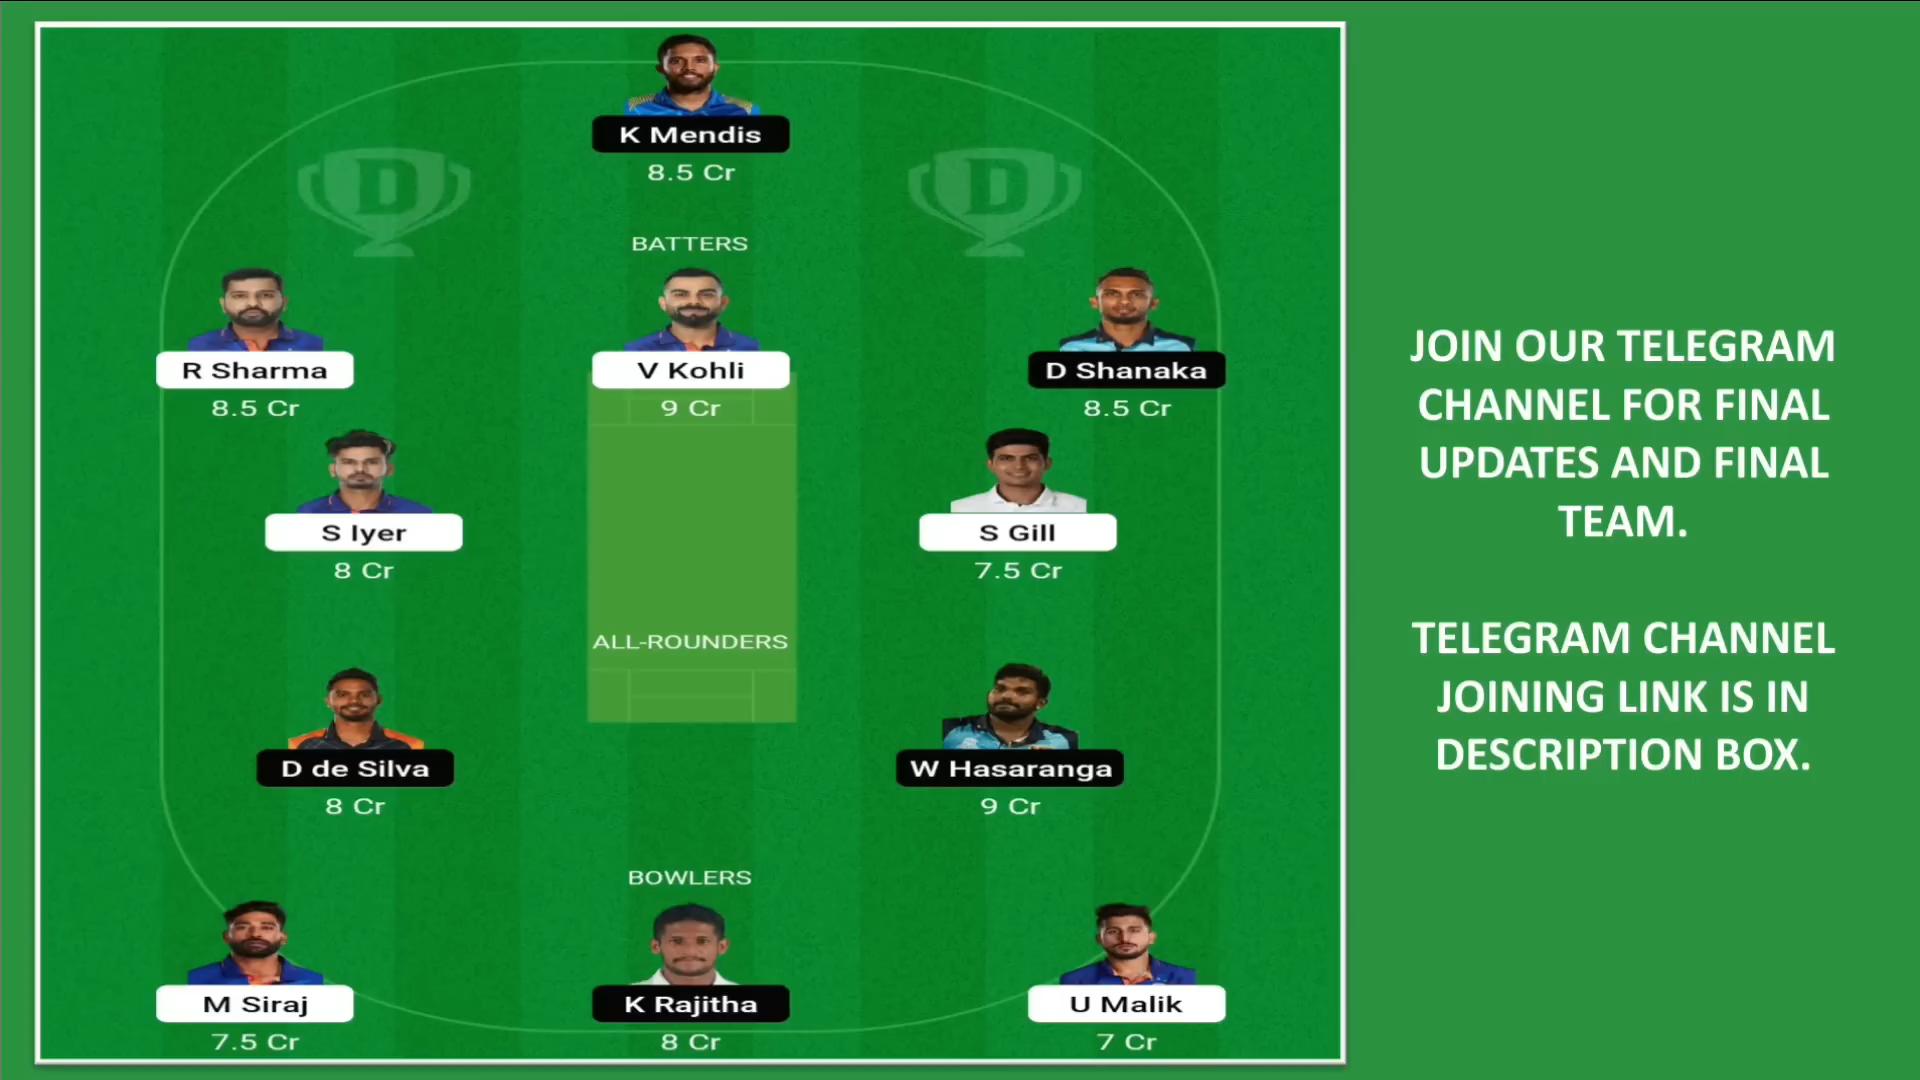 K Mendis
8.5 Cr
BATTERS
R Sharma
8.5 Cr
V Kohli
9 Cr
D Shanaka
8.5 Cr
S Iyer
8 Cr
S Gill
7.5 Cr
ALL-ROUNDERS
D de Silva
8 Cr
W Hasaranga
9 Cr
BOWLERS
M Siraj
7.5 Cr
K Rajitha
8 Cr
U Malik
7 Cr
D
D
JOIN OUR TELEGRAM
CHANNEL FOR FINAL
UPDATES AND FINAL
TEAM.
TELEGRAM CHANNEL
JOINING LINK IS IN
DESCRIPTION BOX.